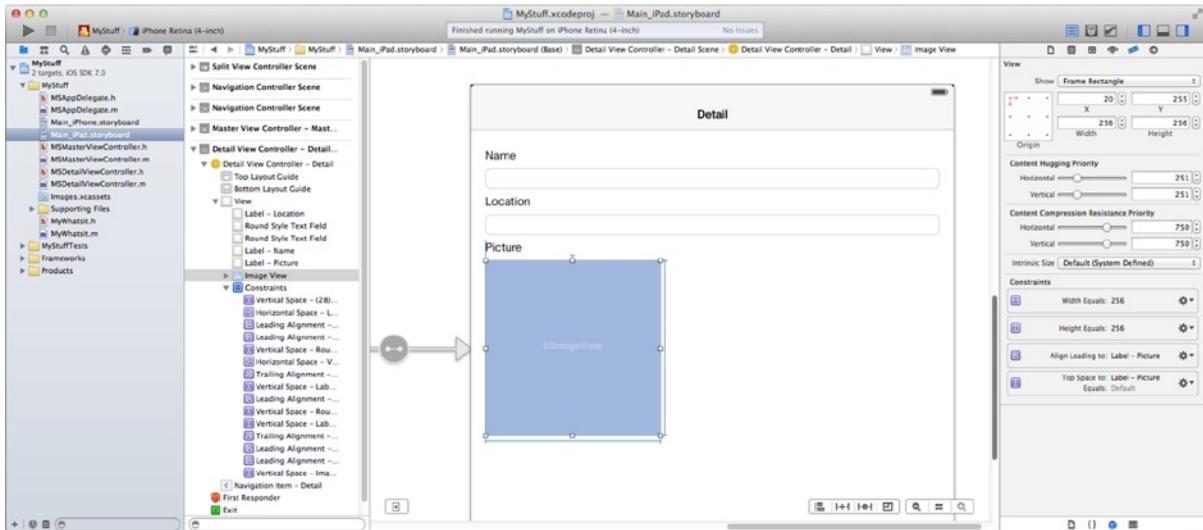 MyStuff.xcodeproj — Main_iPad.storyboard
MyStuff iPhone Retina (4-inch)
Finished running MyStuff on iPhone Retina (4-inch)
No Issues
MyStuff MyStuff Main_iPad.storyboard Main_iPad.storyboard (Base) Detail View Controller - Detail Scene Detail View Controller - Detail View Image View
MyStuff
2 targets, iOS SDK 7.0
MyStuff
MSAppDelegate.h
MSAppDelegate.m
Main_iPhone.storyboard
Main_iPad.storyboard
MSMasterViewController.h
MSMasterViewController.m
MSDetailViewController.h
MSDetailViewController.m
Images.xcassets
Supporting Files
MyWhatsit.h
MyWhatsit.m
MyStuffTests
Frameworks
Products
Split View Controller Scene
Navigation Controller Scene
Navigation Controller Scene
Master View Controller - Mast...
Detail View Controller - Detail...
Detail View Controller - Detail
Top Layout Guide
Bottom Layout Guide
View
Label - Location
Round Style Text Field
Round Style Text Field
Label - Name
Label - Picture
Image View
Constraints
Vertical Space - (28)...
Horizontal Space - L...
Leading Alignment -...
Leading Alignment -...
Vertical Space - Rou...
Horizontal Space - V...
Trailing Alignment -...
Vertical Space - Lab...
Leading Alignment -...
Vertical Space - Rou...
Vertical Space - Lab...
Trailing Alignment -...
Leading Alignment -...
Leading Alignment -...
Vertical Space - Ima...
Navigation Item - Detail
First Responder
Exit
Detail
Name
Location
Picture
UIImageView
View
Show Frame Rectangle
20 255
X Y
256 256
Width Height
Origin
Content Hugging Priority
Horizontal 251
Vertical 251
Content Compression Resistance Priority
Horizontal 750
Vertical 750
Intrinsic Size Default (System Defined)
Constraints
Width Equals: 256
Height Equals: 256
Align Leading to: Label - Picture
Top Space to: Label - Picture
Equals: Default